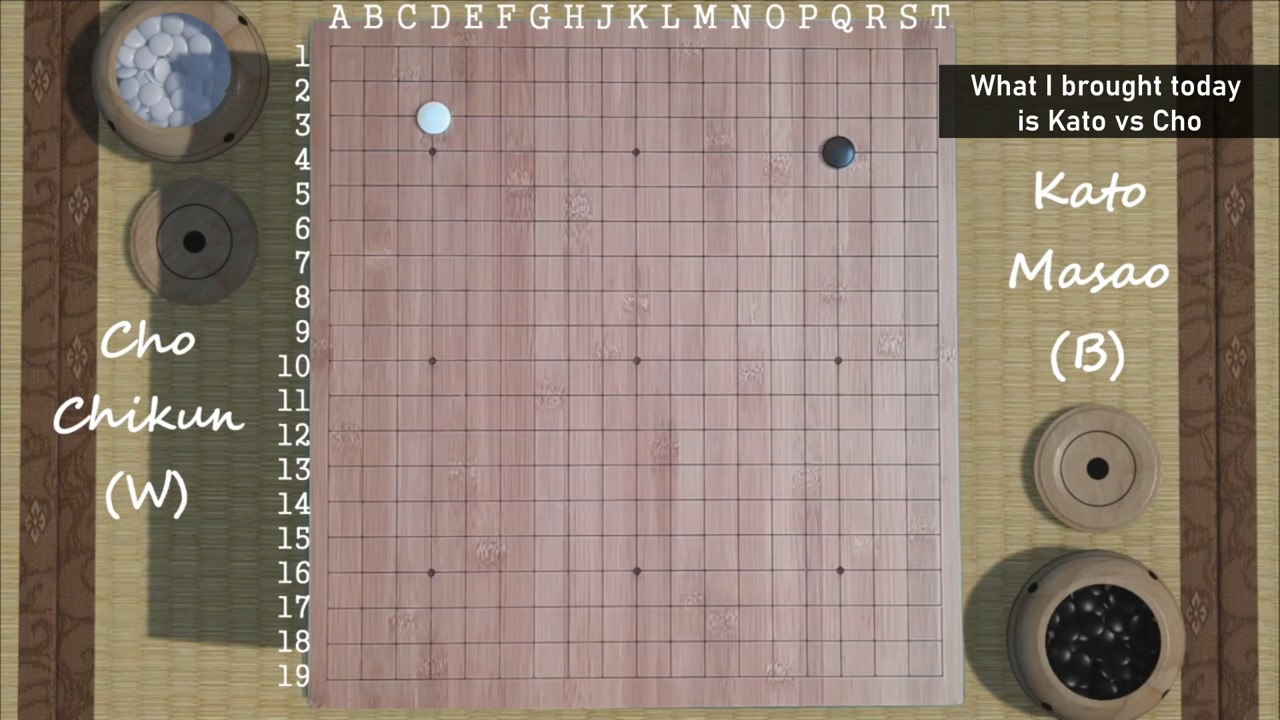 A B C D E F G H J K L M N O P Q R S T
1
2
3
4
5
6
7
8
9
10
11
12
13
14
15
16
17
18
19
What I brought today
is Kato vs Cho
Cho
Chikun
(W)
Kato
Masao
(B)